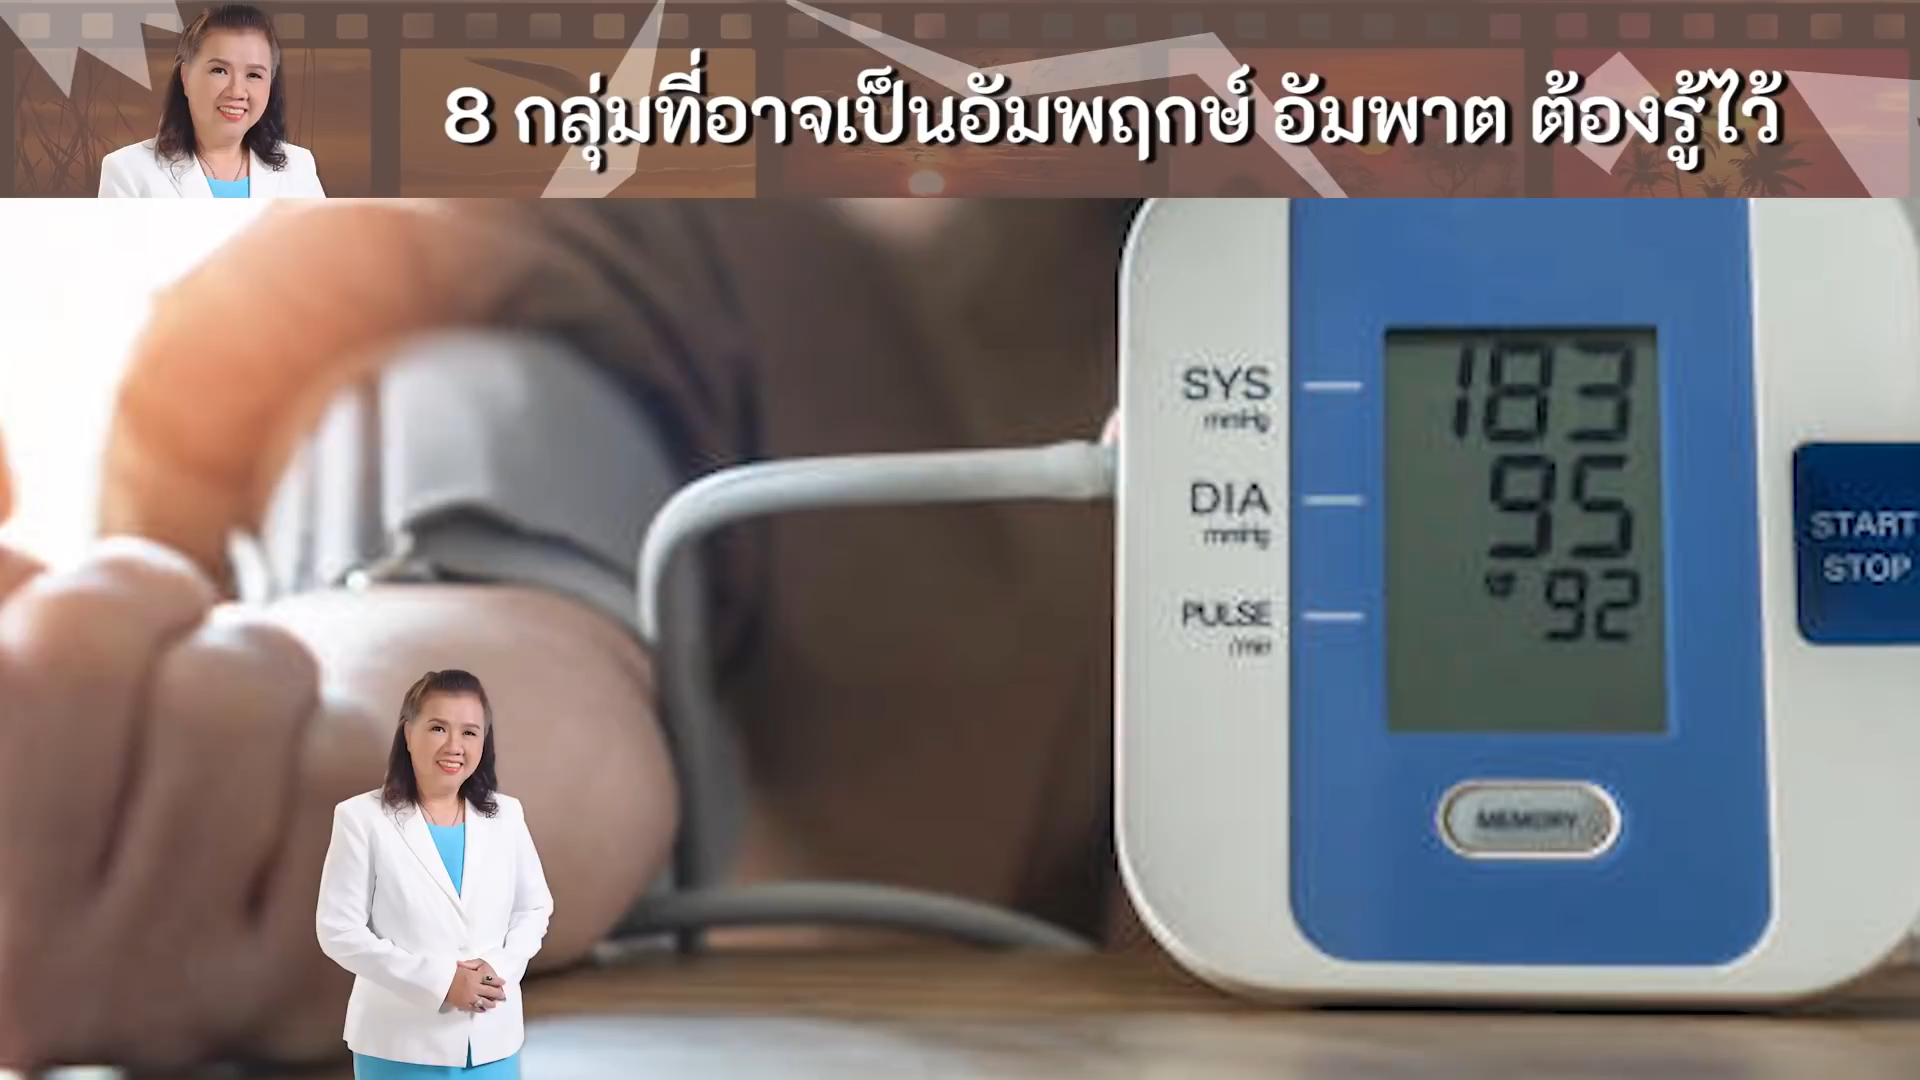 8 กลุ่มที่อาจเป็นอัมพฤกษ์ อัมพาต ต้องรู้ไว้
SYS 183
mmHg
DIA 95
mmHg
PULSE 92
START
STOP
MEMORY